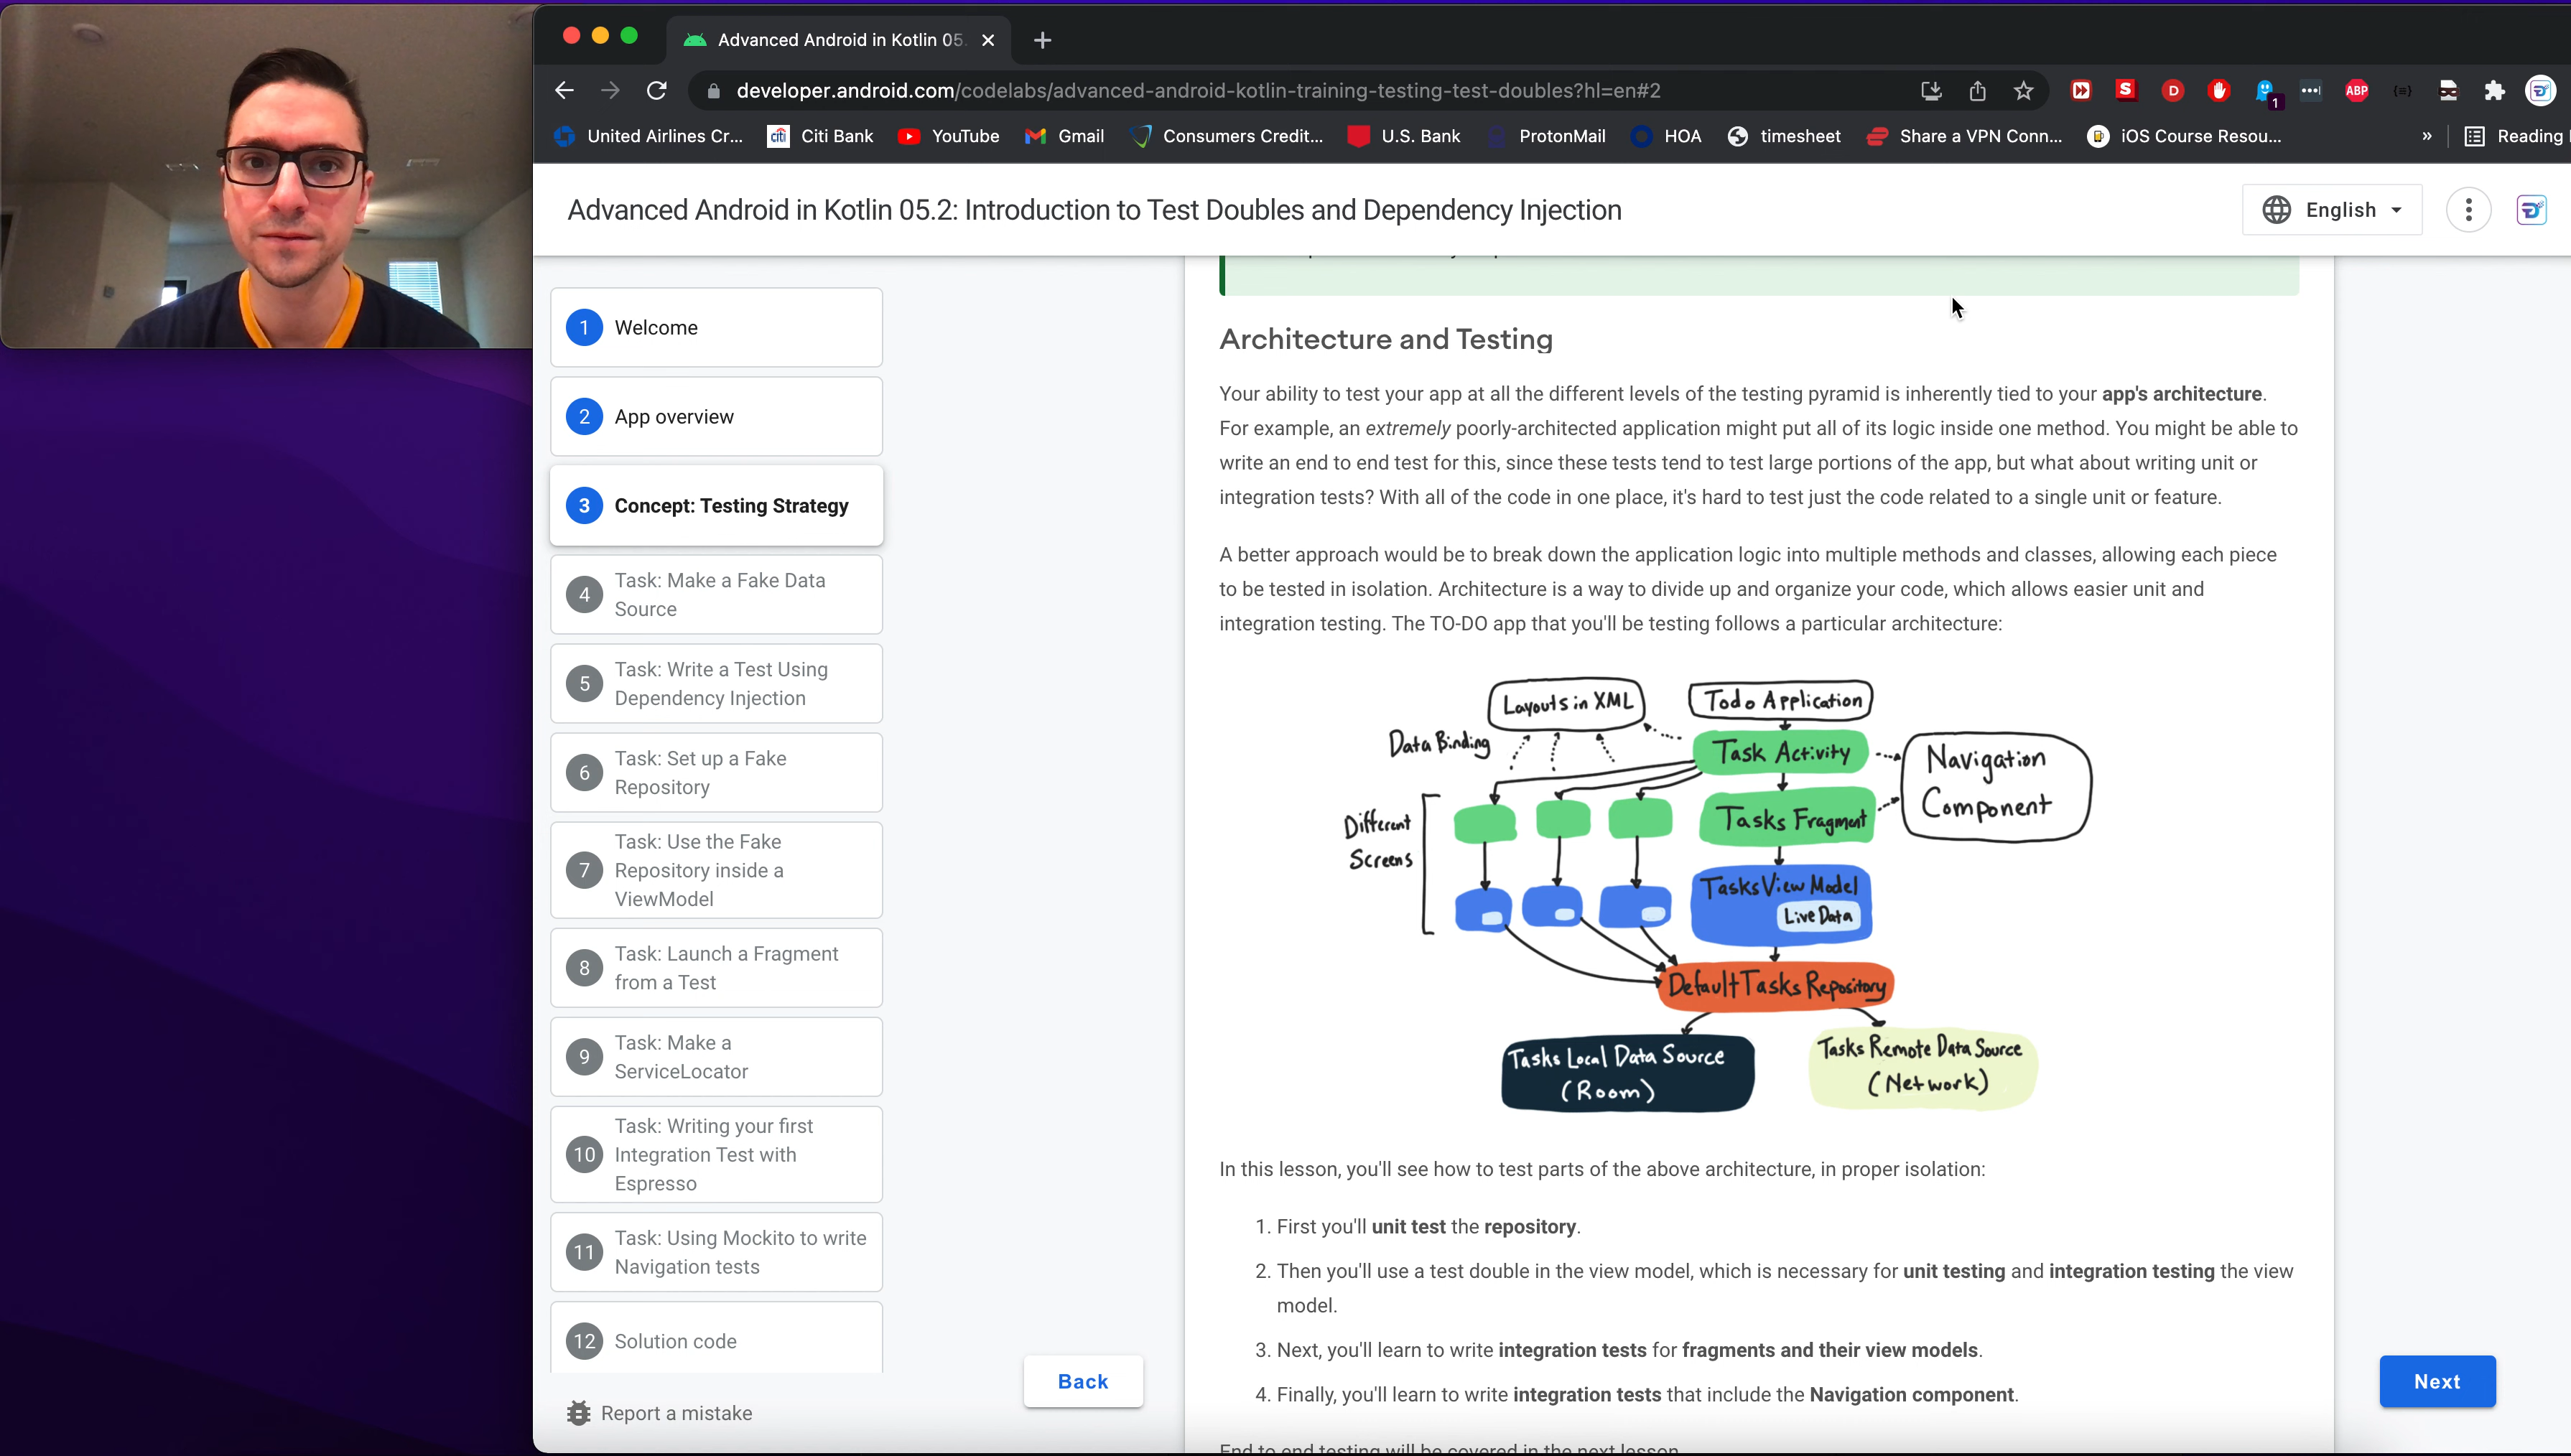 Advanced Android in Kotlin 05.
developer.android.com/codelabs/advanced-android-kotlin-training-testing-test-doubles?hl=en#2
S
D
1
ABP
United Airlines Cr...
citi
Citi Bank
YouTube
Gmail
Consumers Credit...
U.S. Bank
ProtonMail
HOA
timesheet
Share a VPN Conn...
iOS Course Resou...
»
Reading
Advanced Android in Kotlin 05.2: Introduction to Test Doubles and Dependency Injection
English
1 Welcome
2 App overview
3 Concept: Testing Strategy
4 Task: Make a Fake Data
Source
5 Task: Write a Test Using
Dependency Injection
6 Task: Set up a Fake
Repository
7 Task: Use the Fake
Repository inside a
ViewModel
8 Task: Launch a Fragment
from a Test
9 Task: Make a
ServiceLocator
10 Task: Writing your first
Integration Test with
Espresso
11 Task: Using Mockito to write
Navigation tests
12 Solution code
Report a mistake
Back
Architecture and Testing
Your ability to test your app at all the different levels of the testing pyramid is inherently tied to your app's architecture.
For example, an extremely poorly-architected application might put all of its logic inside one method. You might be able to
write an end to end test for this, since these tests tend to test large portions of the app, but what about writing unit or
integration tests? With all of the code in one place, it's hard to test just the code related to a single unit or feature.
A better approach would be to break down the application logic into multiple methods and classes, allowing each piece
to be tested in isolation. Architecture is a way to divide up and organize your code, which allows easier unit and
integration testing. The TO-DO app that you'll be testing follows a particular architecture:
Layouts in XML
Todo Application
Data Binding
Task Activity
Navigation
Component
Different
Screens
Tasks Fragment
TasksView Model
LiveData
DefaultTasks Repository
Tasks Local Data Source
(Room)
Tasks Remote Data Source
(Network)
In this lesson, you'll see how to test parts of the above architecture, in proper isolation:
1. First you'll unit test the repository.
2. Then you'll use a test double in the view model, which is necessary for unit testing and integration testing the view
model.
3. Next, you'll learn to write integration tests for fragments and their view models.
4. Finally, you'll learn to write integration tests that include the Navigation component.
End to end testing will be covered in the next lesson.
Next